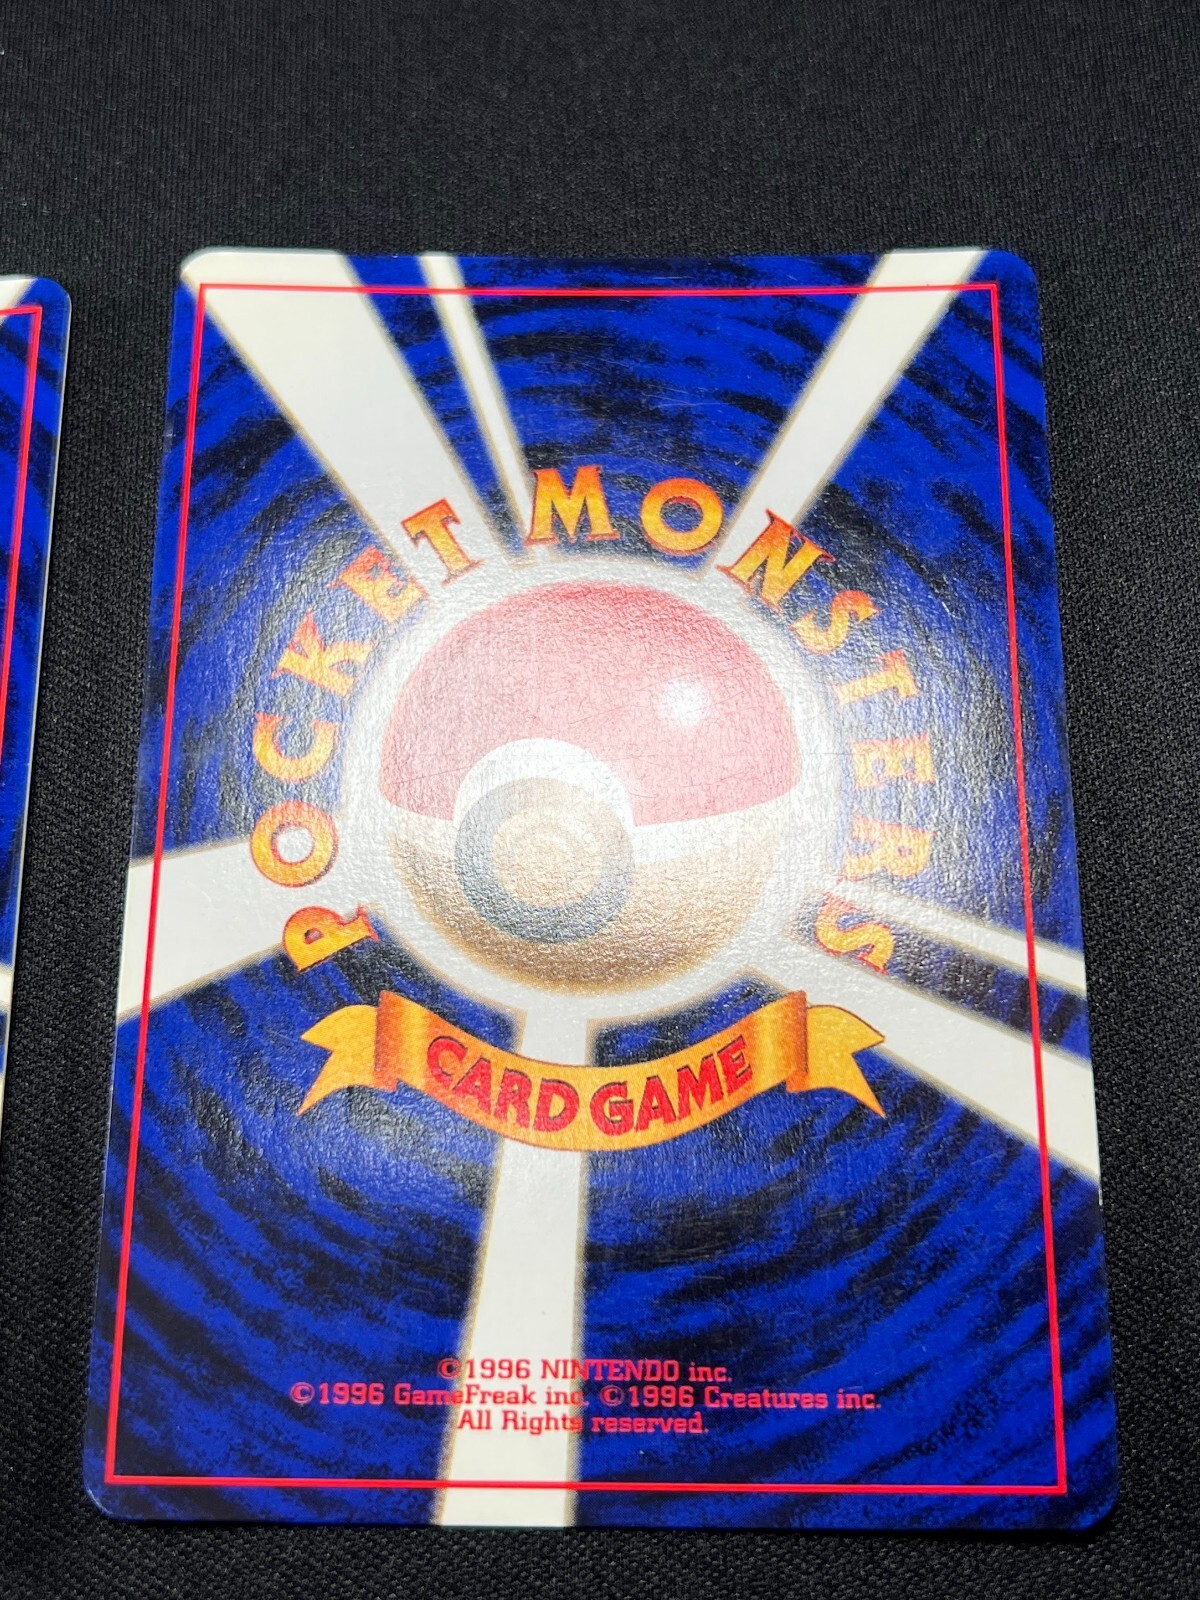 POCKET MONSTERS
CARD GAME
©1996 NINTENDO inc.
©1996 GameFreak inc. ©1996 Creatures inc.
All Rights reserved.